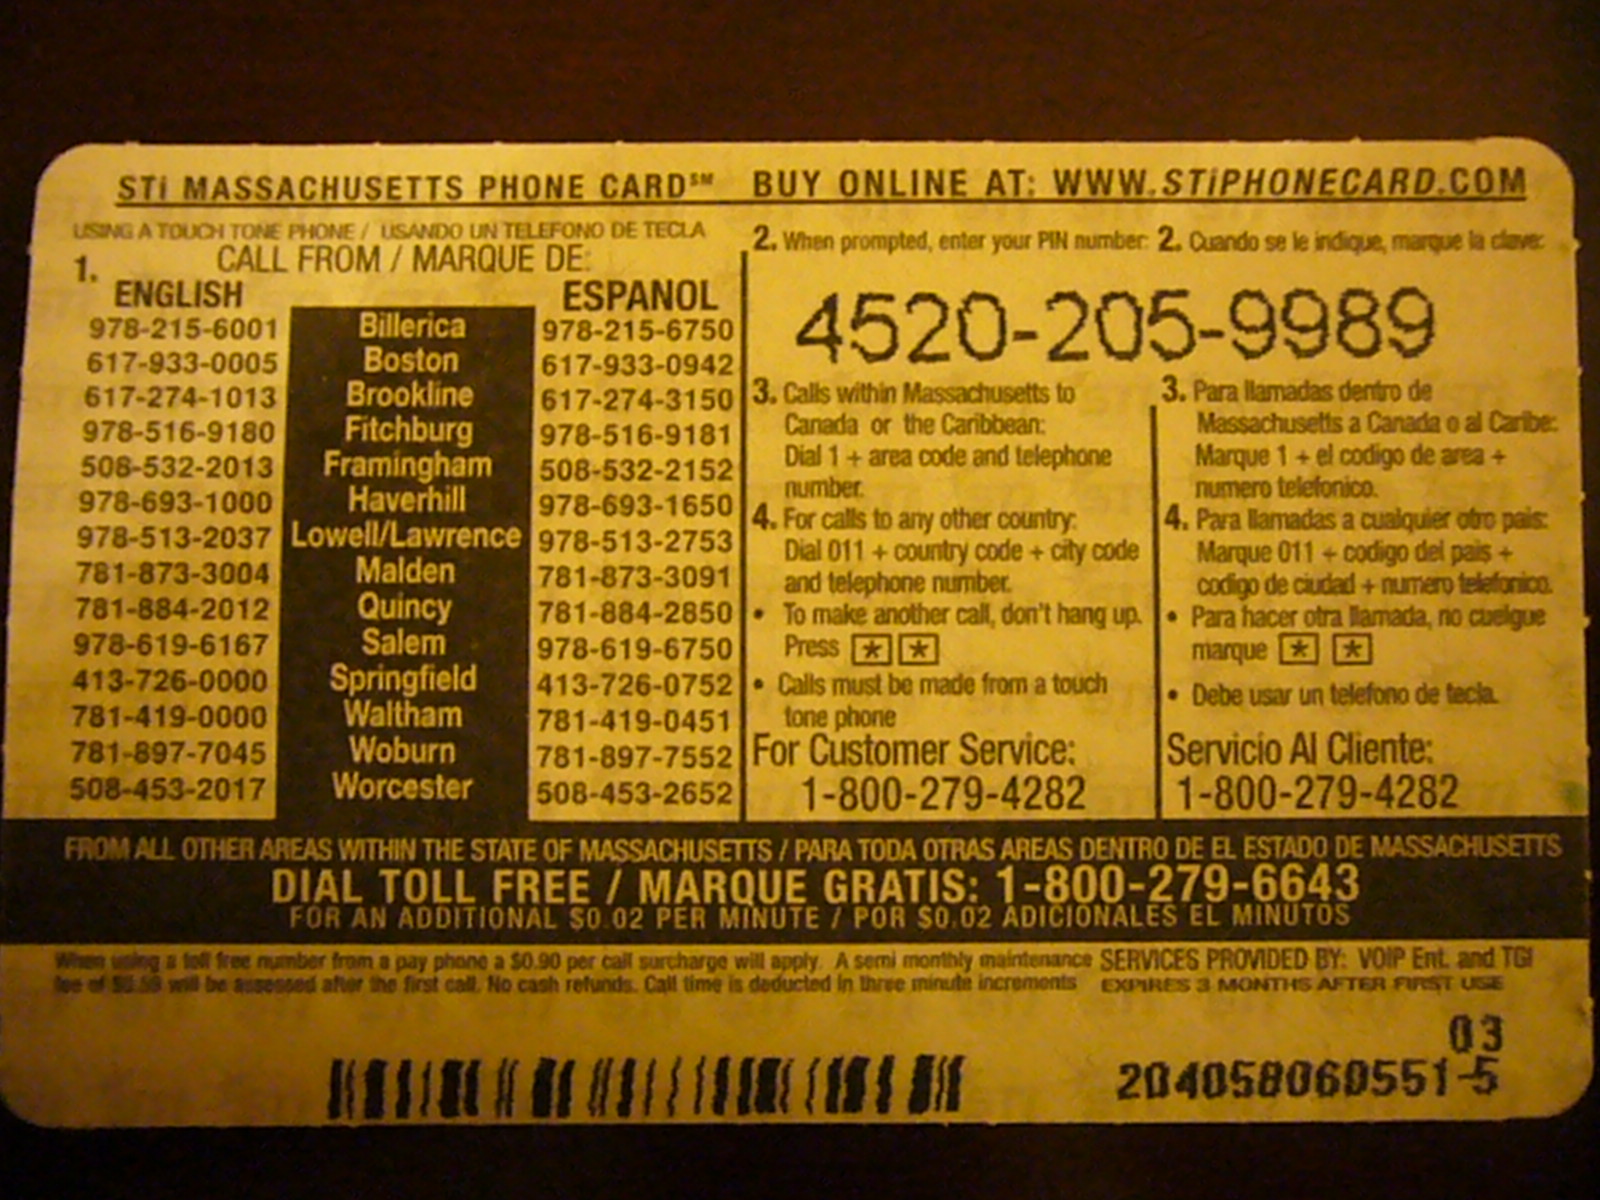 STi MASSACHUSETTS PHONE CARD℠ BUY ONLINE AT: WWW.STiPHONECARD.COM
USING A TOUCH TONE PHONE / USANDO UN TELEFONO DE TECLA
1. CALL FROM / MARQUE DE:
ENGLISH ESPANOL
978-215-6001 Billerica 978-215-6750
617-933-0005 Boston 617-933-0942
617-274-1013 Brookline 617-274-3150
978-516-9180 Fitchburg 978-516-9181
508-532-2013 Framingham 508-532-2152
978-693-1000 Haverhill 978-693-1650
978-513-2037 Lowell/Lawrence 978-513-2753
781-873-3004 Malden 781-873-3091
781-884-2012 Quincy 781-884-2850
978-619-6167 Salem 978-619-6750
413-726-0000 Springfield 413-726-0752
781-419-0000 Waltham 781-419-0451
781-897-7045 Woburn 781-897-7552
508-453-2017 Worcester 508-453-2652
2. When prompted, enter your PIN number: 2. Cuando se le indique, marque la clave:
4520-205-9989
3. Calls within Massachusetts to
Canada or the Caribbean:
Dial 1 + area code and telephone
number.
4. For calls to any other country:
Dial 011 + country code + city code
and telephone number.
• To make another call, don't hang up.
Press * *
• Calls must be made from a touch
tone phone
For Customer Service:
1-800-279-4282
3. Para llamadas dentro de
Massachusetts a Canada o al Caribe:
Marque 1 + el codigo de area +
numero telefonico.
4. Para llamadas a cualquier otro pais:
Marque 011 + codigo del pais +
codigo de ciudad + numero telefonico.
• Para hacer otra llamada, no cuelgue
marque * *
• Debe usar un telefono de tecla.
Servicio Al Cliente:
1-800-279-4282
FROM ALL OTHER AREAS WITHIN THE STATE OF MASSACHUSETTS / PARA TODA OTRAS AREAS DENTRO DE EL ESTADO DE MASSACHUSETTS
DIAL TOLL FREE / MARQUE GRATIS: 1-800-279-6643
FOR AN ADDITIONAL $0.02 PER MINUTE / POR $0.02 ADICIONALES EL MINUTOS
When using a toll free number from a pay phone a $0.90 per call surcharge will apply. A semi monthly maintenance
fee of $0.59 will be assessed after the first call. No cash refunds. Call time is deducted in three minute increments
SERVICES PROVIDED BY: VOIP Ent. and TGI
EXPIRES 3 MONTHS AFTER FIRST USE
03
204058060551-5